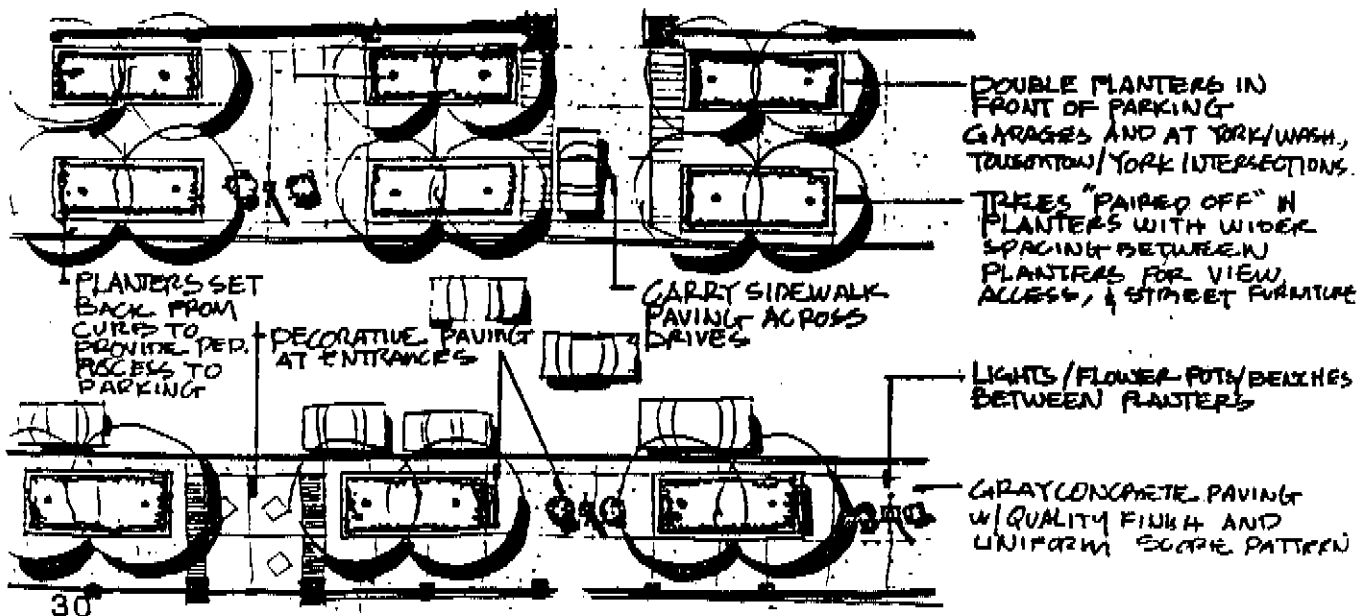 DOUBLE PLANTERS IN
FRONT OF PARKING
GARAGES AND AT YORK/WASH.,
TOWSONTOWN/YORK INTERSECTIONS.
TREES "PAIRED OFF" IN
PLANTERS WITH WIDER
SPACING BETWEEN
PLANTERS FOR VIEW,
ACCESS, & STREET FURNITURE
PLANTERS SET
BACK FROM
CURB TO
PROVIDE PED.
ACCESS TO
PARKING
DECORATIVE PAVING
AT ENTRANCES
CARRY SIDEWALK
PAVING ACROSS
DRIVES
LIGHTS/FLOWER POTS/BENCHES
BETWEEN PLANTERS
GRAY CONCRETE PAVING
W/QUALITY FINISH AND
UNIFORM SCORE PATTERN
30